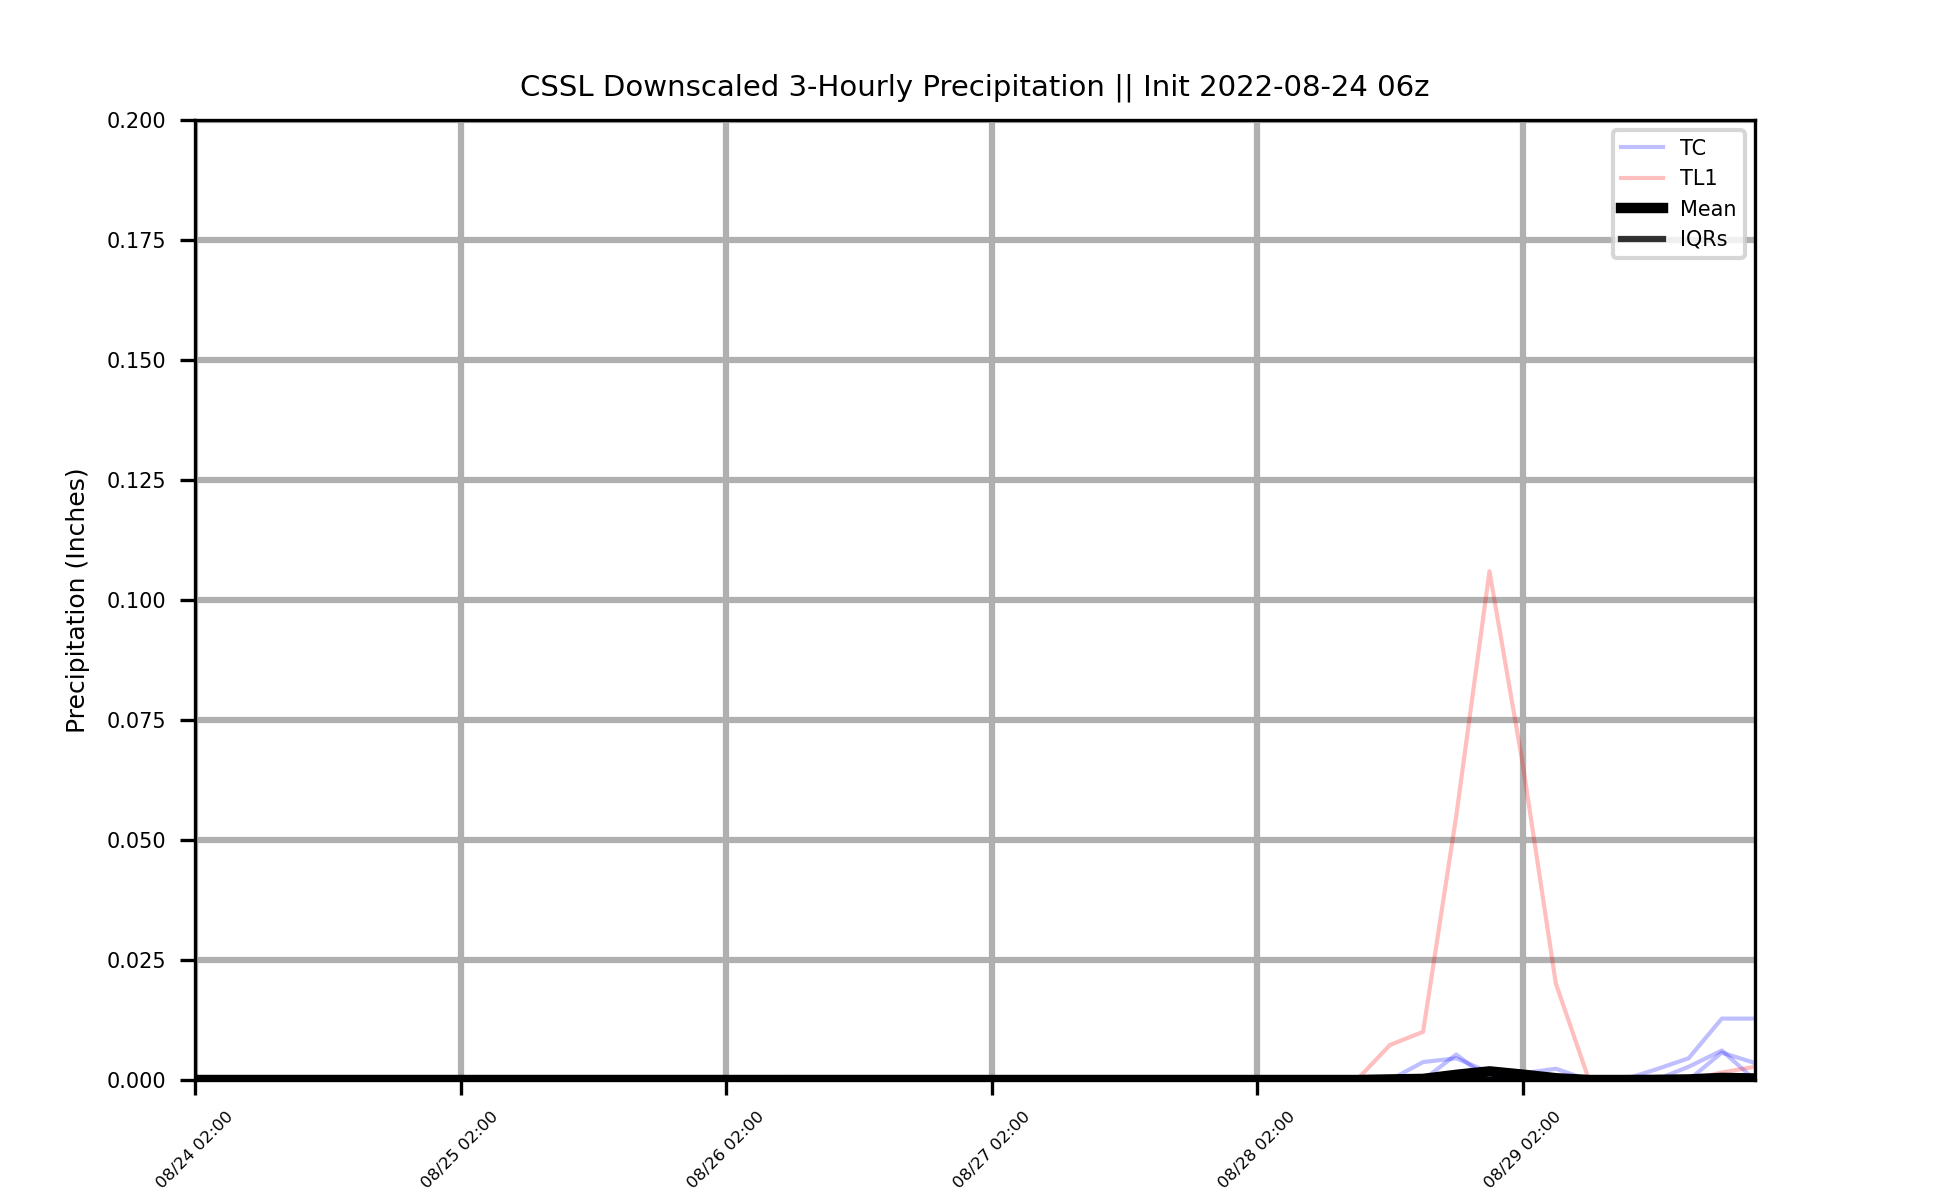 CSSL Downscaled 3-Hourly Precipitation || Init 2022-08-24 06z
TC
TL1
Mean
IQRs
Precipitation (Inches)
0.200
0.175
0.150
0.125
0.100
0.075
0.050
0.025
0.000
08/24 02:00
08/25 02:00
08/26 02:00
08/27 02:00
08/28 02:00
08/29 02:00